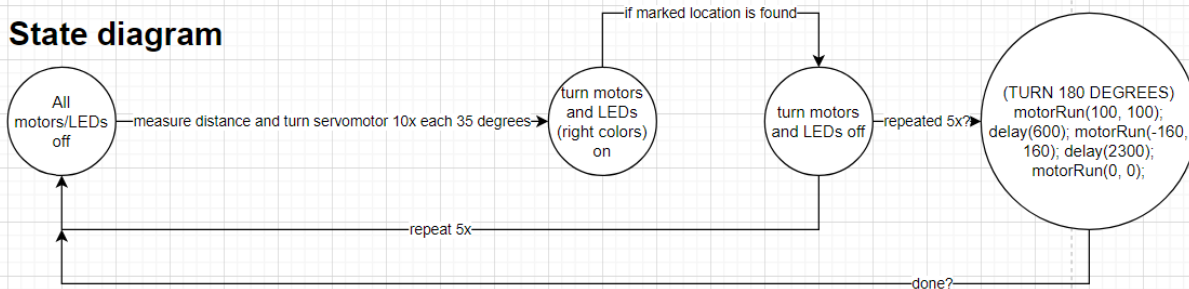 State diagram
if marked location is found
All
motors/LEDs
off
measure distance and turn servomotor 10x each 35 degrees
turn motors
and LEDs
(right colors)
on
turn motors
and LEDs off
repeated 5x?
(TURN 180 DEGREES)
motorRun(100, 100);
delay(600); motorRun(-160,
160); delay(2300);
motorRun(0, 0);
repeat 5x
done?